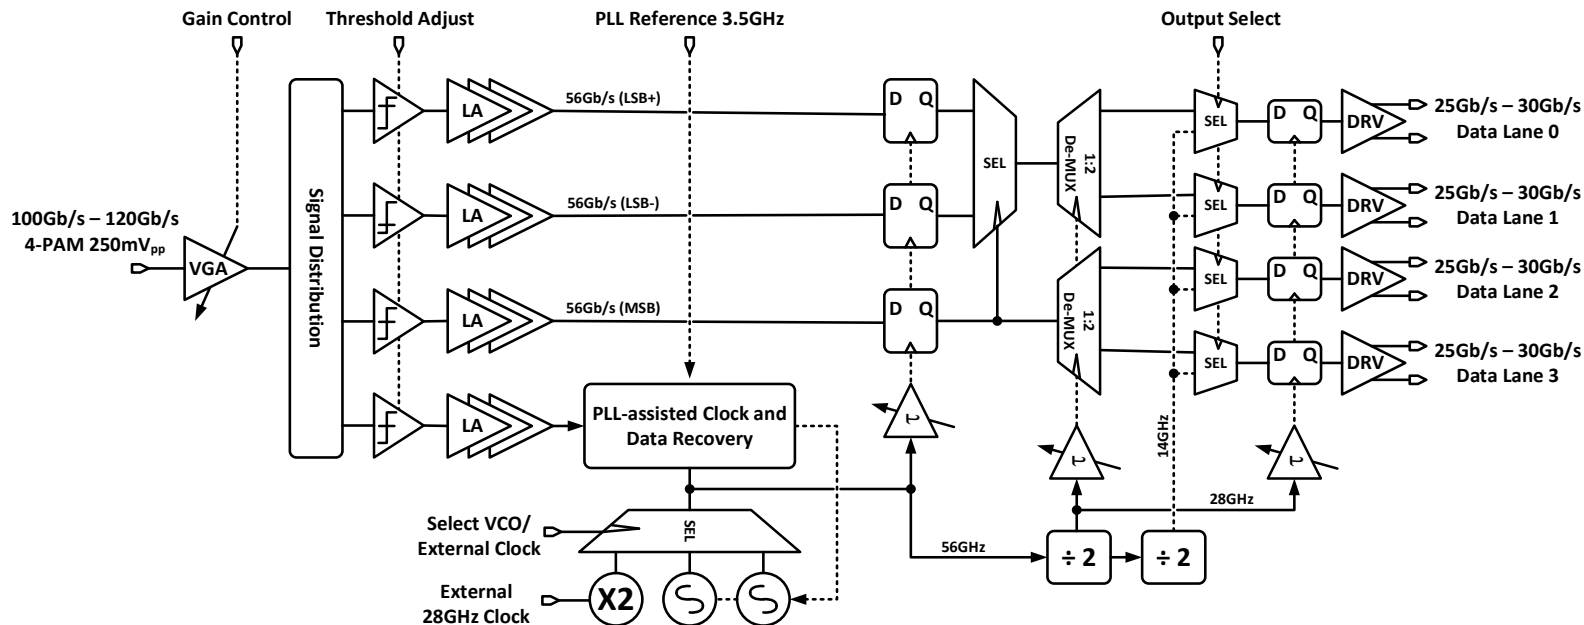 Gain Control
Threshold Adjust
PLL Reference 3.5GHz
Output Select
100Gb/s – 120Gb/s
4-PAM 250mVpp
VGA
Signal Distribution
LA
56Gb/s (LSB+)
LA
56Gb/s (LSB-)
LA
56Gb/s (MSB)
LA
PLL-assisted Clock and
Data Recovery
D Q
D Q
D Q
SEL
1:2
De-MUX
1:2
De-MUX
SEL
SEL
SEL
SEL
D Q
D Q
D Q
D Q
DRV
DRV
DRV
DRV
25Gb/s – 30Gb/s
Data Lane 0
25Gb/s – 30Gb/s
Data Lane 1
25Gb/s – 30Gb/s
Data Lane 2
25Gb/s – 30Gb/s
Data Lane 3
τ
τ
τ
14GHz
28GHz
56GHz
÷ 2
÷ 2
Select VCO/
External Clock
SEL
External
28GHz Clock
X2